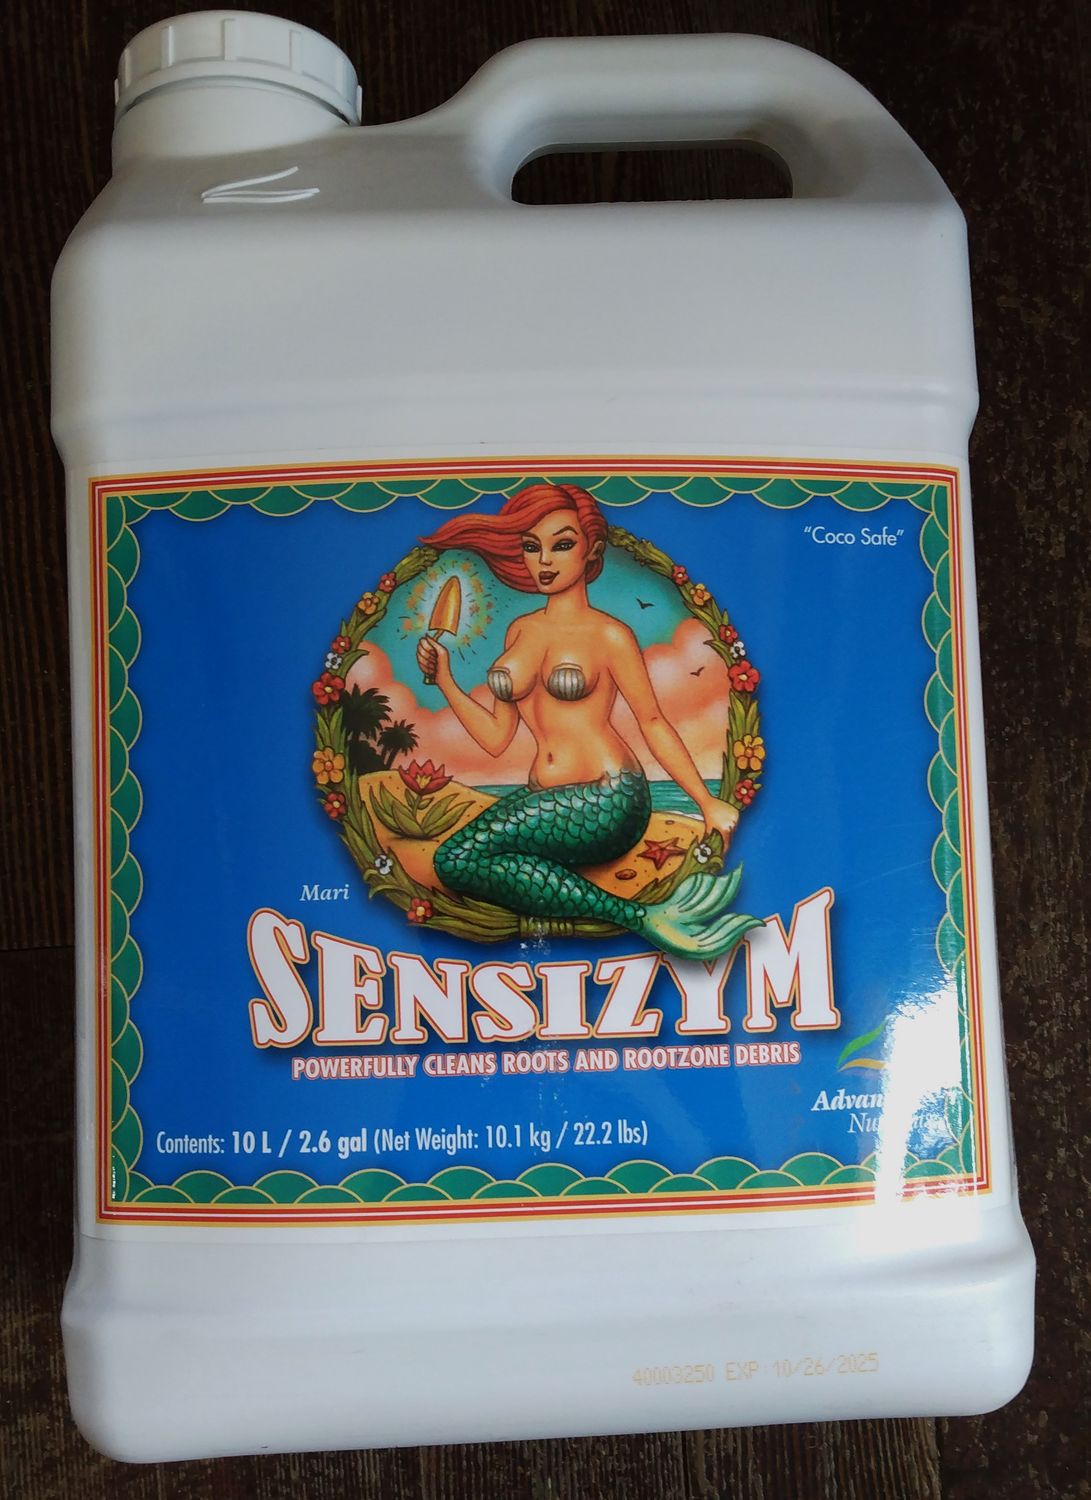 "Coco Safe"
Mari
SENSIZYM
POWERFULLY CLEANS ROOTS AND ROOTZONE DEBRIS
Contents: 10 L / 2.6 gal (Net Weight: 10.1 kg / 22.2 lbs)
40003250 EXP 10/26/2025